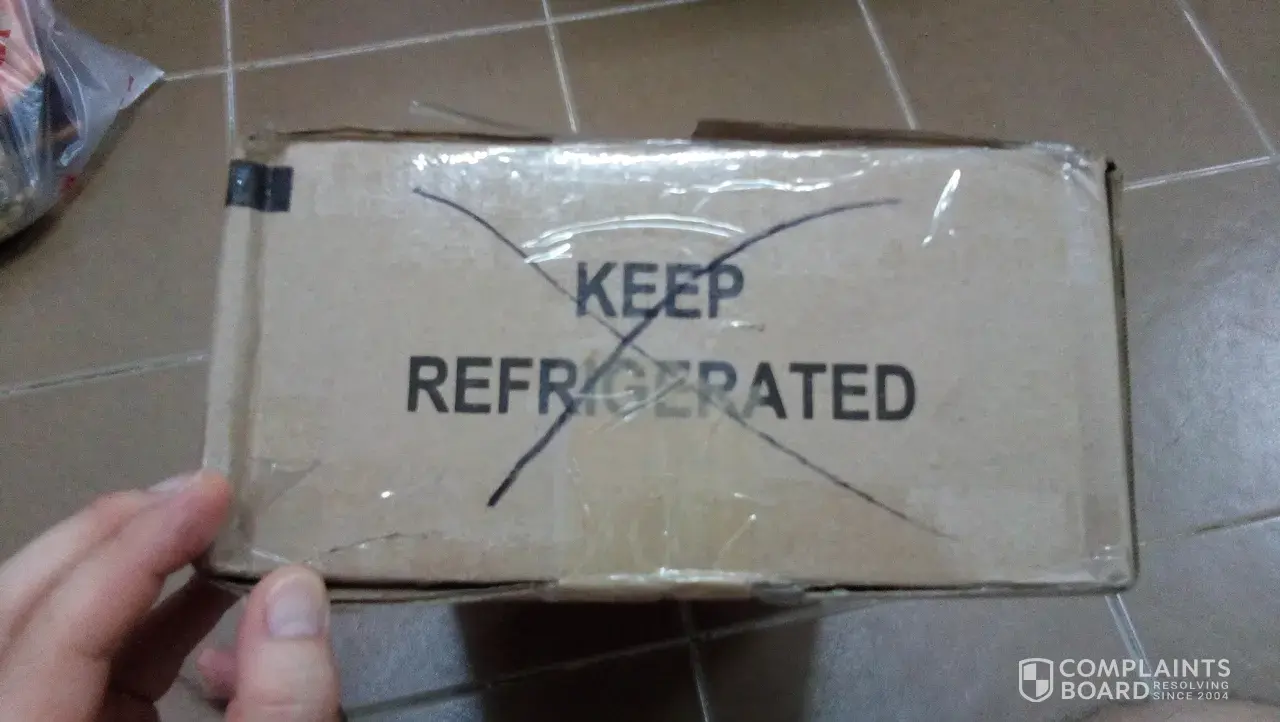 KEEP
REFRIGERATED
COMPLAINTS
BOARD RESOLVING
SINCE 2004